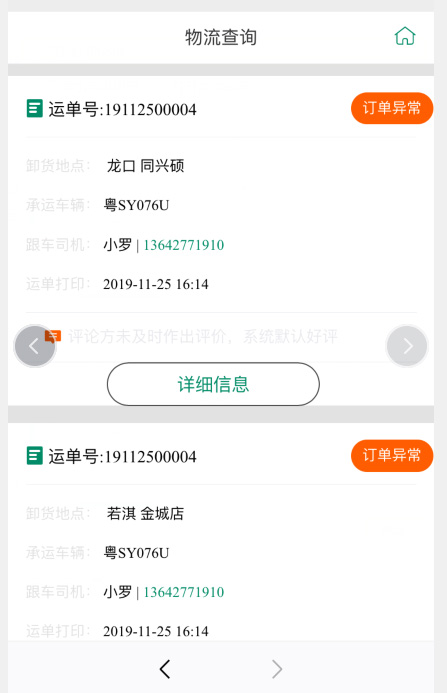 物流查询
运单号:19112500004 订单异常
卸货地点： 龙口 同兴硕
承运车辆： 粤SY076U
跟车司机： 小罗 | 13642771910
运单打印： 2019-11-25 16:14
评论方未及时作出评价，系统默认好评
详细信息
运单号:19112500004 订单异常
卸货地点： 若淇 金城店
承运车辆： 粤SY076U
跟车司机： 小罗 | 13642771910
运单打印： 2019-11-25 16:14